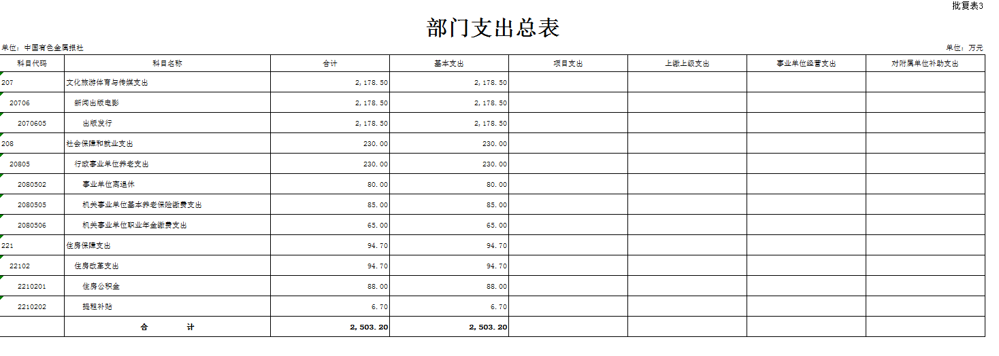 批复表3
部门支出总表
单位：中国有色金属报社 单位：万元
科目代码 科目名称 合计 基本支出 项目支出 上缴上级支出 事业单位经营支出 对附属单位补助支出
207 文化旅游体育与传媒支出 2,178.50 2,178.50
20706 新闻出版电影 2,178.50 2,178.50
2070605 出版发行 2,178.50 2,178.50
208 社会保障和就业支出 230.00 230.00
20805 行政事业单位养老支出 230.00 230.00
2080502 事业单位离退休 80.00 80.00
2080505 机关事业单位基本养老保险缴费支出 85.00 85.00
2080506 机关事业单位职业年金缴费支出 65.00 65.00
221 住房保障支出 94.70 94.70
22102 住房改革支出 94.70 94.70
2210201 住房公积金 88.00 88.00
2210202 提租补贴 6.70 6.70
合计 2,503.20 2,503.20